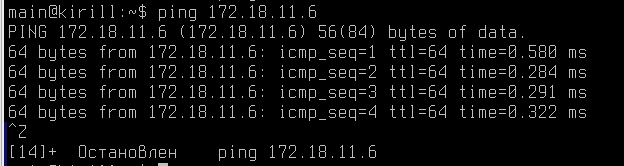 main@kirill:~$ ping 172.18.11.6
PING 172.18.11.6 (172.18.11.6) 56(84) bytes of data.
64 bytes from 172.18.11.6: icmp_seq=1 ttl=64 time=0.580 ms
64 bytes from 172.18.11.6: icmp_seq=2 ttl=64 time=0.284 ms
64 bytes from 172.18.11.6: icmp_seq=3 ttl=64 time=0.291 ms
64 bytes from 172.18.11.6: icmp_seq=4 ttl=64 time=0.322 ms
^Z
[14]+  Остановлен    ping 172.18.11.6